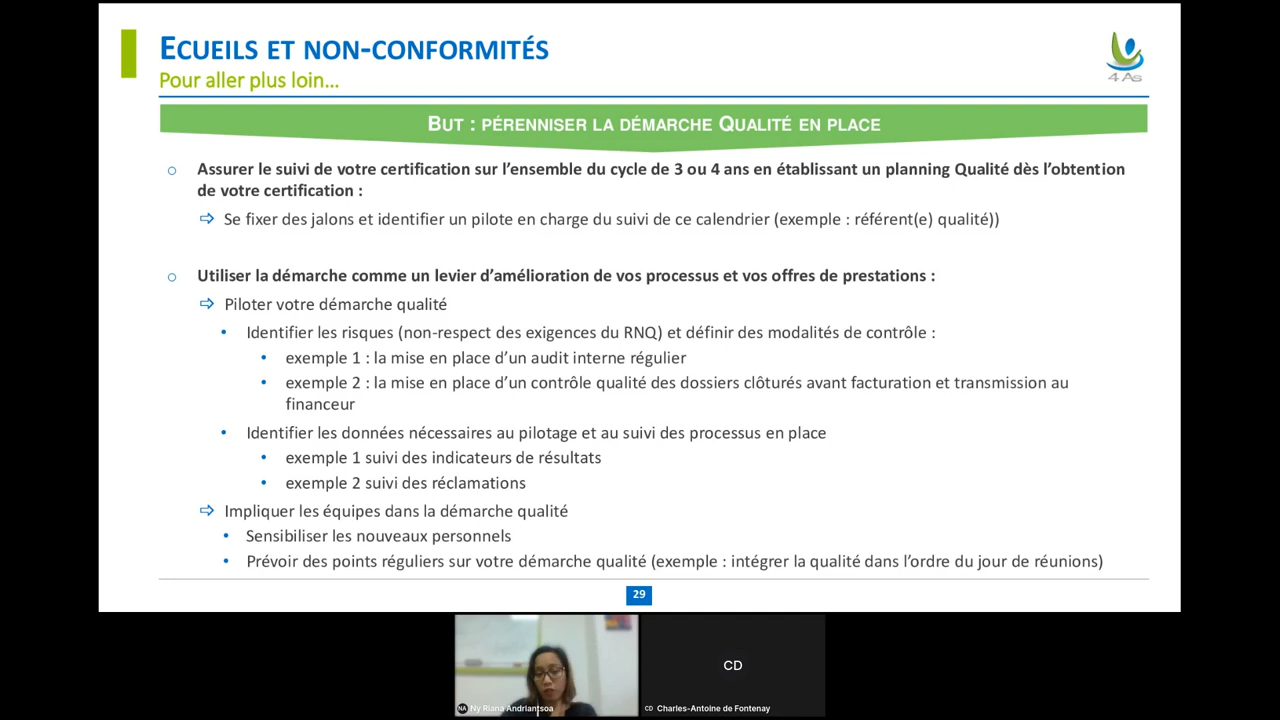 ECUEILS ET NON-CONFORMITÉS
Pour aller plus loin...
4 As
BUT : PÉRENNISER LA DÉMARCHE QUALITÉ EN PLACE
Assurer le suivi de votre certification sur l'ensemble du cycle de 3 ou 4 ans en établissant un planning Qualité dès l'obtention
de votre certification :
Se fixer des jalons et identifier un pilote en charge du suivi de ce calendrier (exemple : référent(e) qualité))
Utiliser la démarche comme un levier d'amélioration de vos processus et vos offres de prestations :
Piloter votre démarche qualité
Identifier les risques (non-respect des exigences du RNQ) et définir des modalités de contrôle :
exemple 1 : la mise en place d'un audit interne régulier
exemple 2 : la mise en place d'un contrôle qualité des dossiers clôturés avant facturation et transmission au
financeur
Identifier les données nécessaires au pilotage et au suivi des processus en place
exemple 1 suivi des indicateurs de résultats
exemple 2 suivi des réclamations
Impliquer les équipes dans la démarche qualité
Sensibiliser les nouveaux personnels
Prévoir des points réguliers sur votre démarche qualité (exemple : intégrer la qualité dans l'ordre du jour de réunions)
29
CD
NA Ny Riana Andriantsoa
CD Charles-Antoine de Fontenay